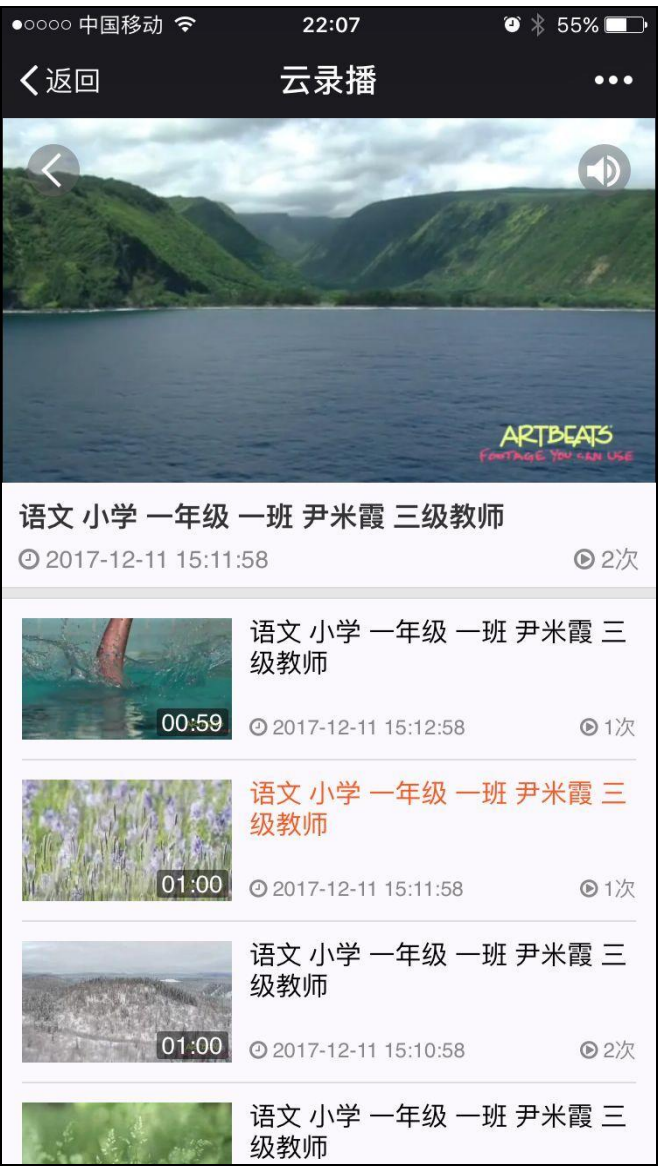 中国移动 22:07 55%
返回 云录播
ARTBEATS
FOOTAGE YOU CAN USE
语文 小学 一年级 一班 尹米霞 三级教师
2017-12-11 15:11:58 2次
语文 小学 一年级 一班 尹米霞 三
级教师
00:59 2017-12-11 15:12:58 1次
语文 小学 一年级 一班 尹米霞 三
级教师
01:00 2017-12-11 15:11:58 1次
语文 小学 一年级 一班 尹米霞 三
级教师
01:00 2017-12-11 15:10:58 2次
语文 小学 一年级 一班 尹米霞 三
级教师